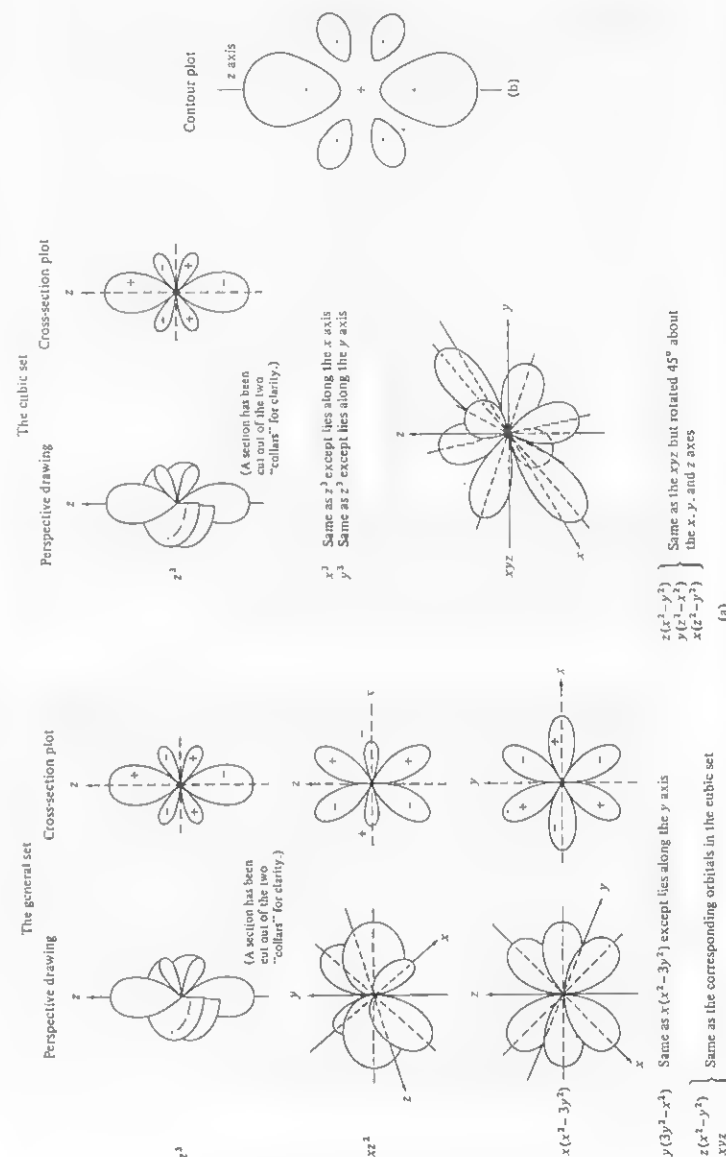 The general set
Perspective drawing
Cross-section plot
z³
z
z
+
-
-
+
+
-
(A section has been
cut out of the two
"collars" for clarity.)
xz²
y
x
z
z
-
+
+
-
-
+
x(x²−3y²)
z
y
x
y
x
+
-
-
+
+
-
y(3y²−x²) Same as x(x²−3y²) except lies along the y axis
z(x²−y²)
xyz
Same as the corresponding orbitals in the cubic set
The cubic set
Perspective drawing
Cross-section plot
z³
z
z
+
-
+
+
-
(A section has been
cut out of the two
"collars" for clarity.)
x³ Same as z³ except lies along the x axis
y³ Same as z³ except lies along the y axis
xyz
z
y
x
z(x²−y²)
y(z²−x²)
x(z²−y²)
Same as the xyz but rotated 45° about
the x, y, and z axes
(a)
Contour plot
z axis
+
(b)